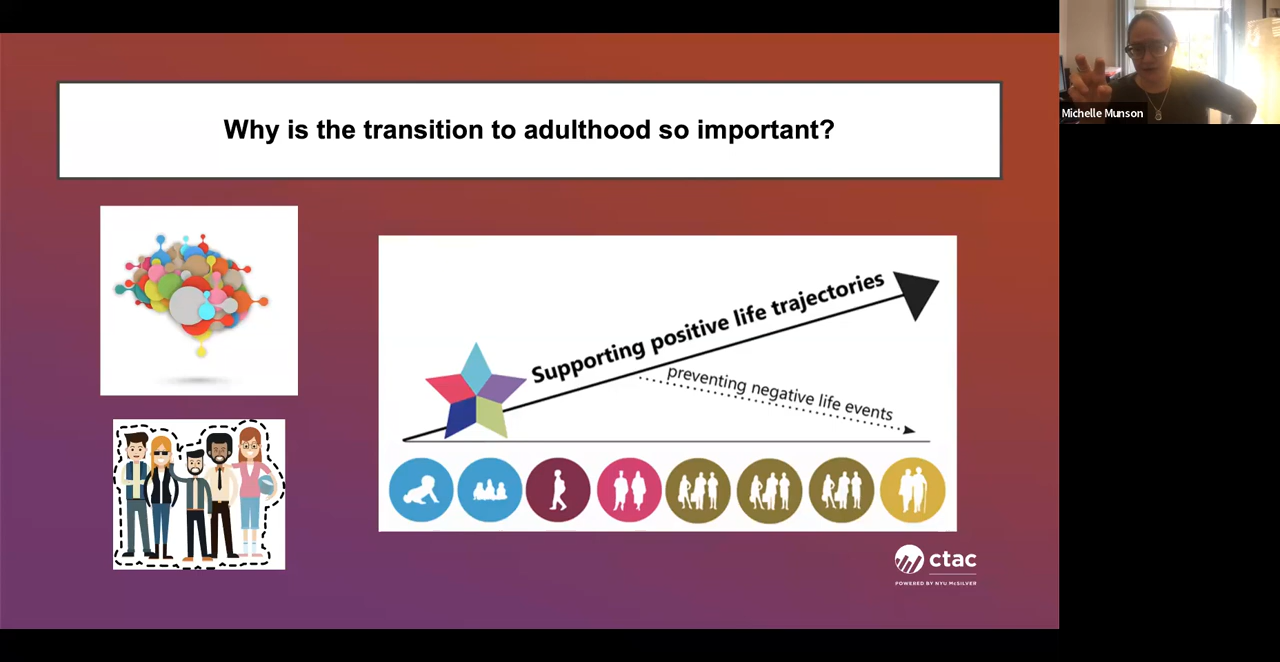 Why is the transition to adulthood so important?
Michelle Munson
Supporting positive life trajectories
preventing negative life events
ctac
POWERED BY NYU McSILVER